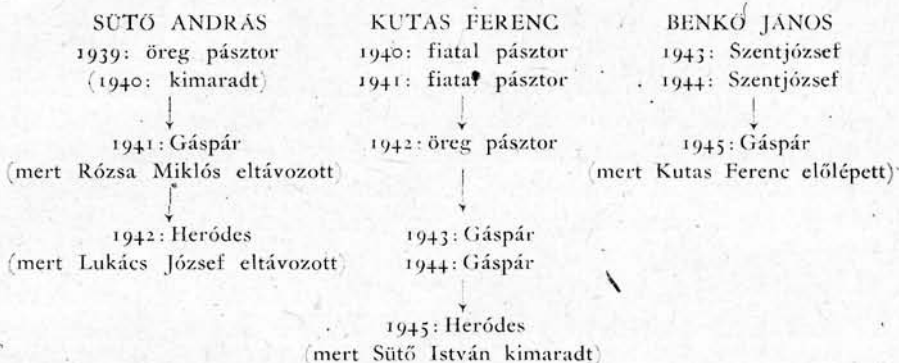 SÜTŐ ANDRÁS
1939: öreg pásztor
(1940: kimaradt)
1941: Gáspár
(mert Rózsa Miklós eltávozott)
1942: Heródes
(mert Lukács József eltávozott)
KUTAS FERENC
1940: fiatal pásztor
1941: fiatal pásztor
1942: öreg pásztor
1943: Gáspár
1944: Gáspár
1945: Heródes
(mert Sütő István kimaradt)
BENKŐ JÁNOS
1943: Szentjózsef
1944: Szentjózsef
1945: Gáspár
(mert Kutas Ferenc előlépett)